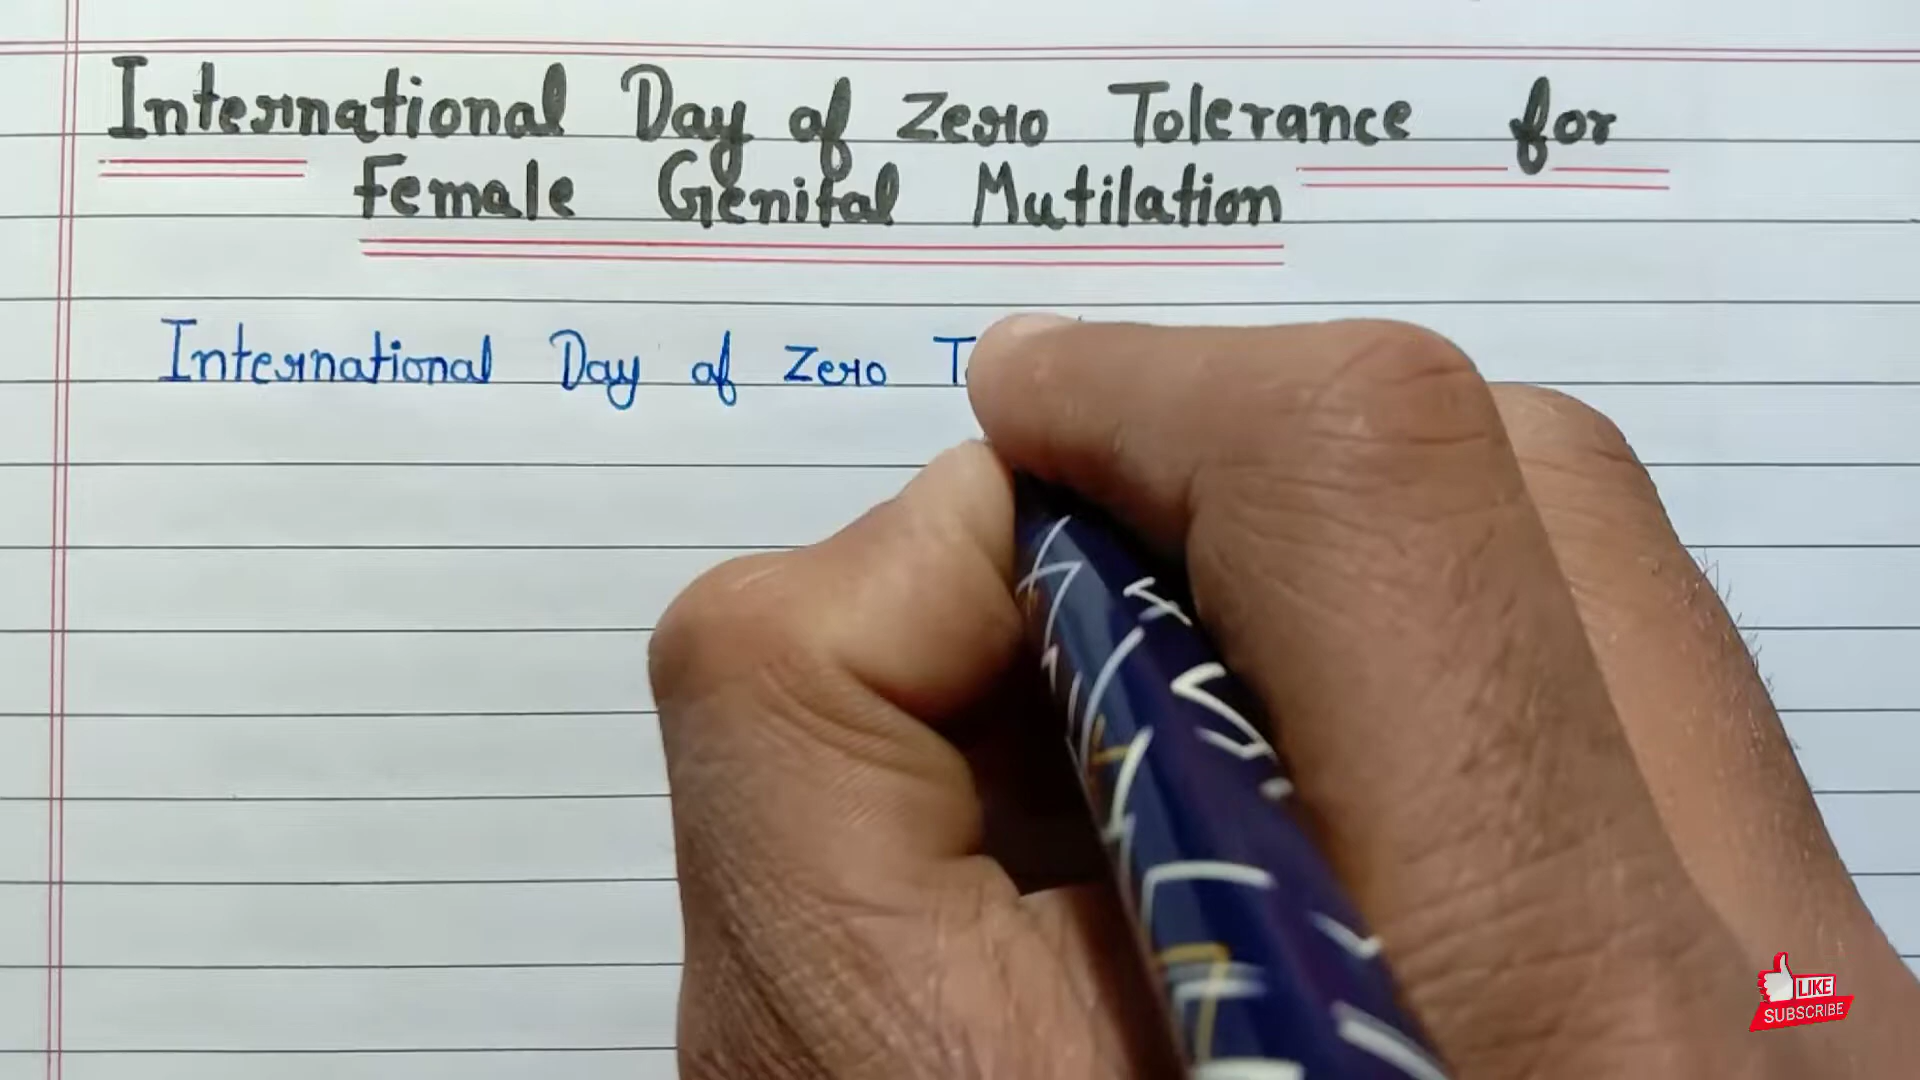 International Day of Zero Tolerance for
Female Genital Mutilation
International Day of Zero
LIKE
SUBSCRIBE